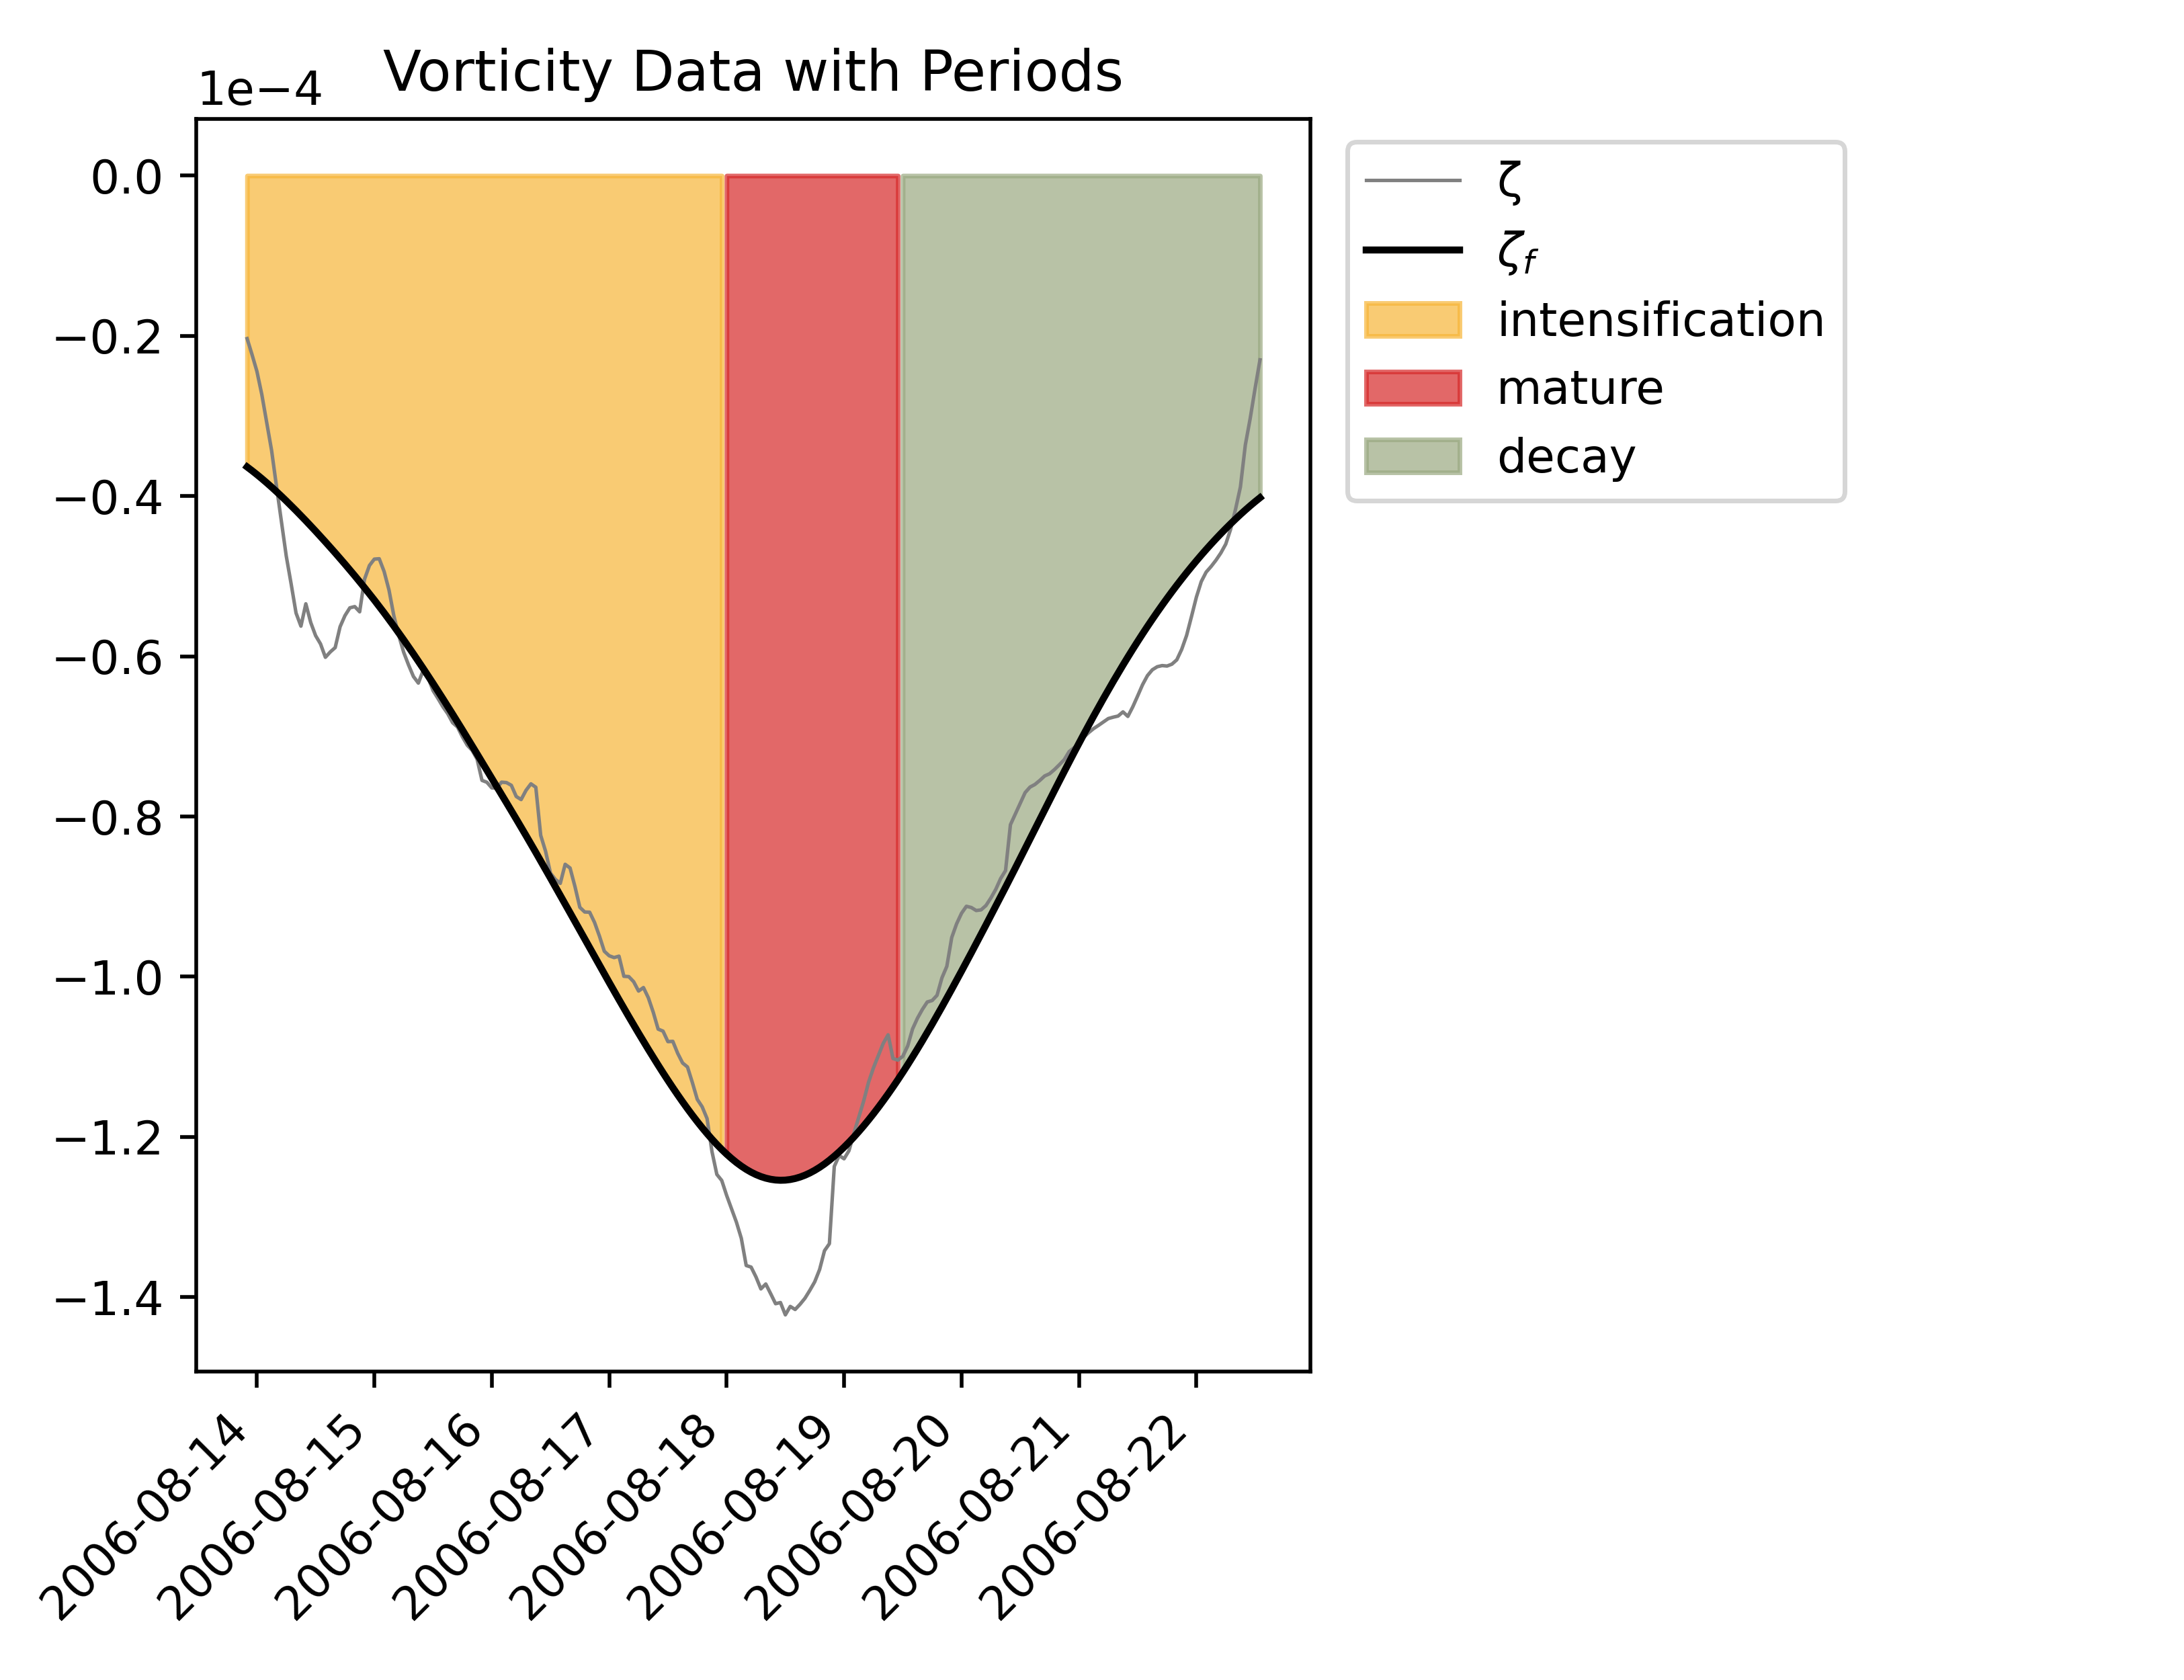 Vorticity Data with Periods
1e−4
0.0
−0.2
−0.4
−0.6
−0.8
−1.0
−1.2
−1.4
2006-08-14
2006-08-15
2006-08-16
2006-08-17
2006-08-18
2006-08-19
2006-08-20
2006-08-21
2006-08-22
ζ
ζf
intensification
mature
decay